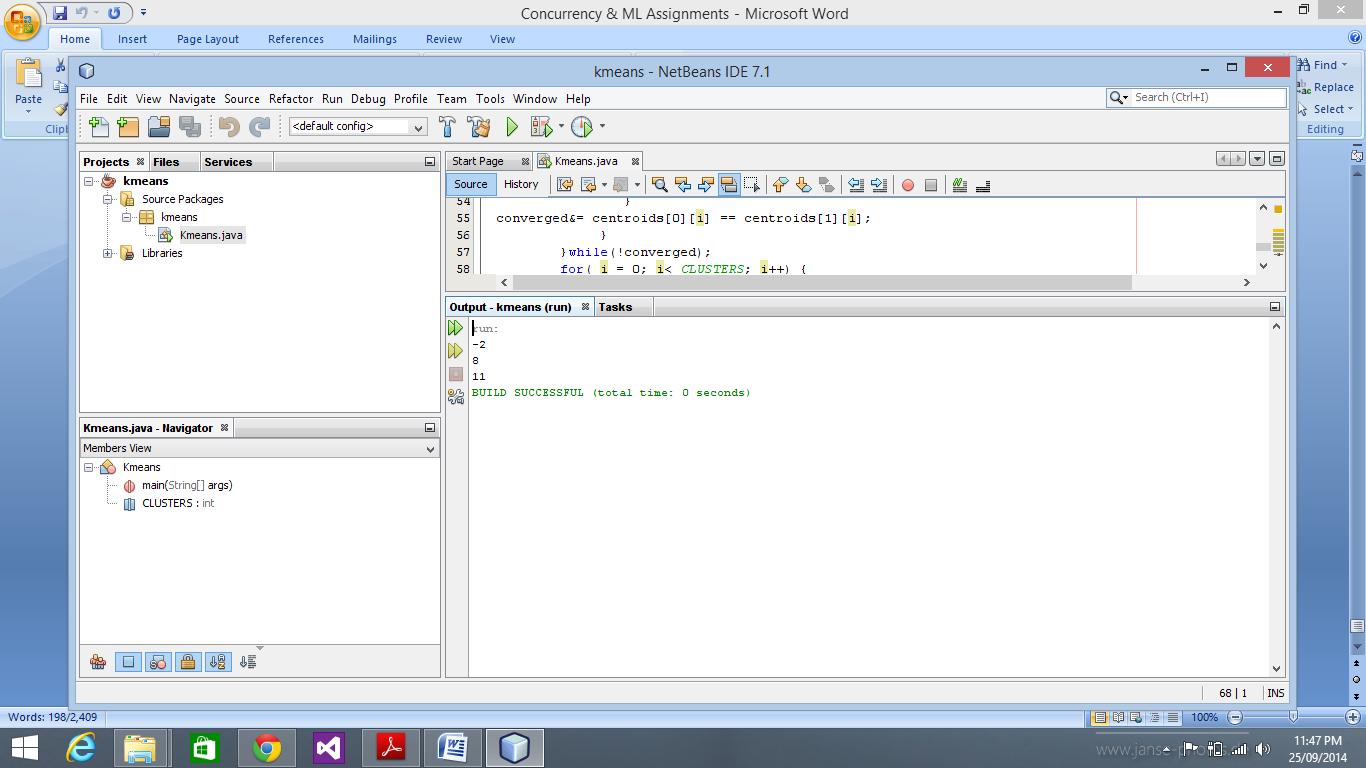 Concurrency & ML Assignments - Microsoft Word
Home Insert Page Layout References Mailings Review View
Paste
Find
Replace
Select
Editing
kmeans - NetBeans IDE 7.1
File Edit View Navigate Source Refactor Run Debug Profile Team Tools Window Help
Search (Ctrl+I)
<default config>
Projects Files Services
kmeans
Source Packages
kmeans
Kmeans.java
Libraries
Start Page Kmeans.java
Source History
54 }
55 converged&= centroids[0][i] == centroids[1][i];
56 }
57 }while(!converged);
58 for( i = 0; i< CLUSTERS; i++) {
Output - kmeans (run) Tasks
run:
-2
8
11
BUILD SUCCESSFUL (total time: 0 seconds)
Kmeans.java - Navigator
Members View
Kmeans
main(String[] args)
CLUSTERS : int
68 | 1 INS
Words: 198/2,409
100%
11:47 PM
25/09/2014